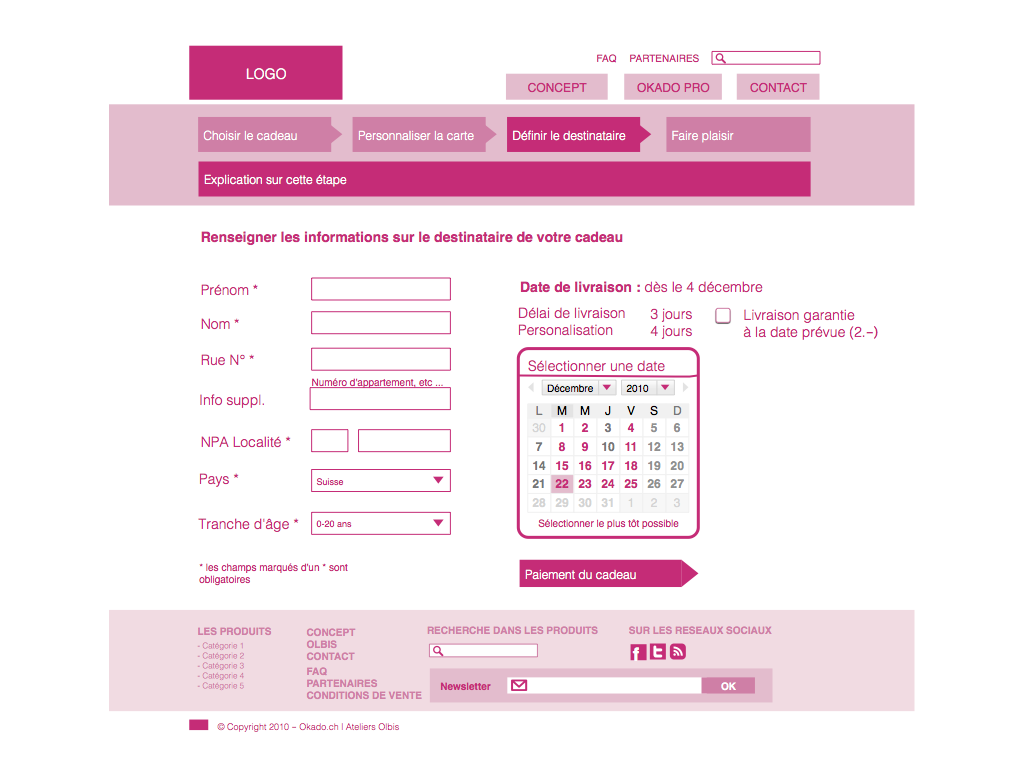 LOGO
FAQ PARTENAIRES
CONCEPT OKADO PRO CONTACT
Choisir le cadeau Personnaliser la carte Définir le destinataire Faire plaisir
Explication sur cette étape
Renseigner les informations sur le destinataire de votre cadeau
Prénom *
Nom *
Rue N° *
Numéro d'appartement, etc ...
Info suppl.
NPA Localité *
Pays * Suisse
Tranche d'âge * 0-20 ans
* les champs marqués d'un * sont
obligatoires
Date de livraison : dès le 4 décembre
Délai de livraison 3 jours
Personalisation 4 jours
Livraison garantie
à la date prévue (2.–)
Sélectionner une date
Décembre 2010
L M M J V S D
30 1 2 3 4 5 6
7 8 9 10 11 12 13
14 15 16 17 18 19 20
21 22 23 24 25 26 27
28 29 30 31 1 2 3
Sélectionner le plus tôt possible
Paiement du cadeau
LES PRODUITS
- Catégorie 1
- Catégorie 2
- Catégorie 3
- Catégorie 4
- Catégorie 5
CONCEPT
OLBIS
CONTACT
FAQ
PARTENAIRES
CONDITIONS DE VENTE
RECHERCHE DANS LES PRODUITS
SUR LES RESEAUX SOCIAUX
Newsletter OK
© Copyright 2010 – Okado.ch | Ateliers Olbis